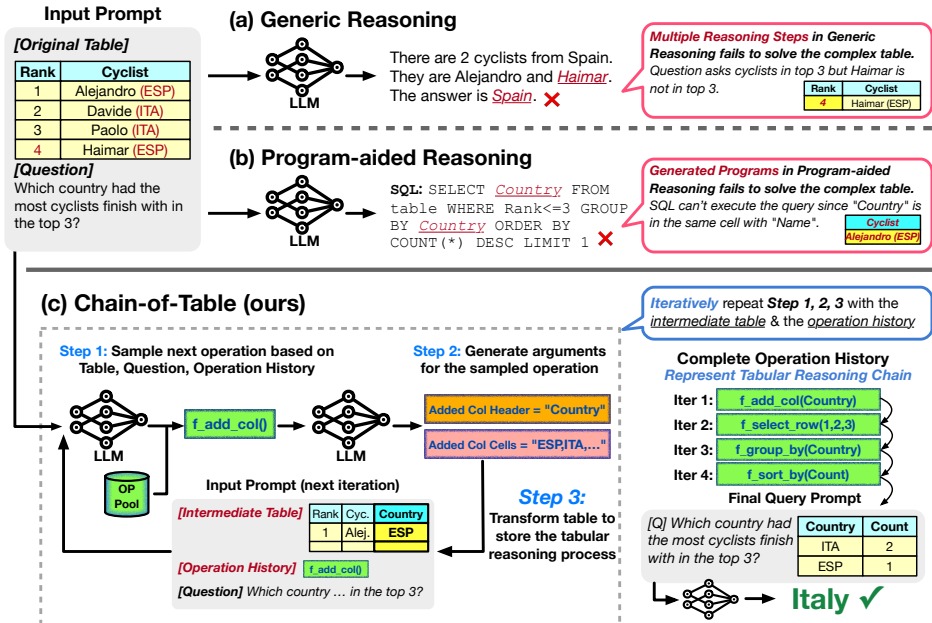 Input Prompt
[Original Table]
Rank Cyclist
1 Alejandro (ESP)
2 Davide (ITA)
3 Paolo (ITA)
4 Haimar (ESP)
[Question]
Which country had the
most cyclists finish with in
the top 3?
(a) Generic Reasoning
LLM
There are 2 cyclists from Spain.
They are Alejandro and Haimar.
The answer is Spain.
Multiple Reasoning Steps in Generic
Reasoning fails to solve the complex table.
Question asks cyclists in top 3 but Haimar is
not in top 3.
Rank Cyclist
4 Haimar (ESP)
(b) Program-aided Reasoning
LLM
SQL: SELECT Country FROM
table WHERE Rank<=3 GROUP
BY Country ORDER BY
COUNT(*) DESC LIMIT 1
Generated Programs in Program-aided
Reasoning fails to solve the complex table.
SQL can't execute the query since "Country" is
in the same cell with "Name".
Cyclist
Alejandro (ESP)
(c) Chain-of-Table (ours)
Iteratively repeat Step 1, 2, 3 with the
intermediate table & the operation history
Step 1: Sample next operation based on
Table, Question, Operation History
LLM
OP
Pool
f_add_col()
Step 2: Generate arguments
for the sampled operation
LLM
Added Col Header = "Country"
Added Col Cells = "ESP,ITA,..."
Step 3:
Transform table to
store the tabular
reasoning process
Input Prompt (next iteration)
[Intermediate Table]
Rank Cyc. Country
1 Alej. ESP
[Operation History] f_add_col()
[Question] Which country ... in the top 3?
Complete Operation History
Represent Tabular Reasoning Chain
Iter 1: f_add_col(Country)
Iter 2: f_select_row(1,2,3)
Iter 3: f_group_by(Country)
Iter 4: f_sort_by(Count)
Final Query Prompt
[Q] Which country had
the most cyclists finish
with in the top 3?
Country Count
ITA 2
ESP 1
LLM
Italy ✓